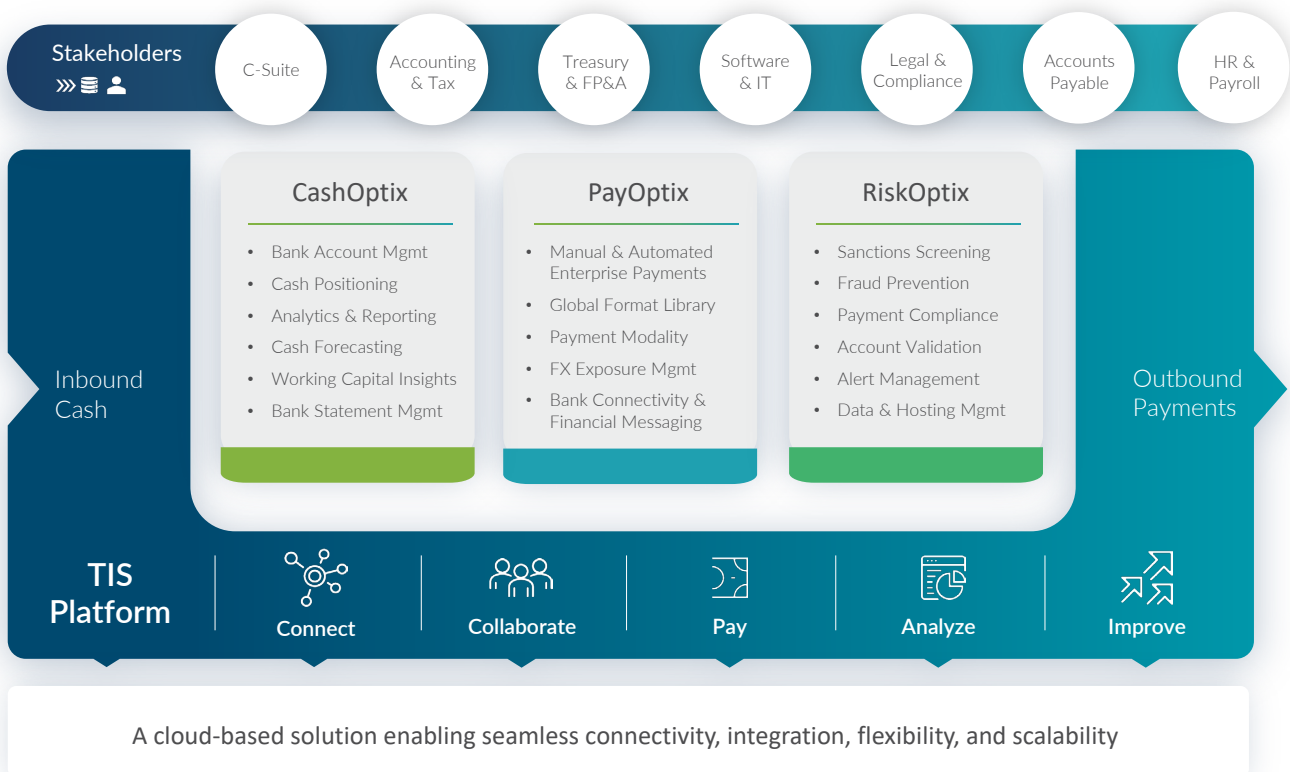 Stakeholders
C-Suite
Accounting
& Tax
Treasury
& FP&A
Software
& IT
Legal &
Compliance
Accounts
Payable
HR &
Payroll
Inbound
Cash
CashOptix
• Bank Account Mgmt
• Cash Positioning
• Analytics & Reporting
• Cash Forecasting
• Working Capital Insights
• Bank Statement Mgmt
PayOptix
• Manual & Automated
Enterprise Payments
• Global Format Library
• Payment Modality
• FX Exposure Mgmt
• Bank Connectivity &
Financial Messaging
RiskOptix
• Sanctions Screening
• Fraud Prevention
• Payment Compliance
• Account Validation
• Alert Management
• Data & Hosting Mgmt
Outbound
Payments
TIS
Platform
Connect
Collaborate
Pay
Analyze
Improve
A cloud-based solution enabling seamless connectivity, integration, flexibility, and scalability